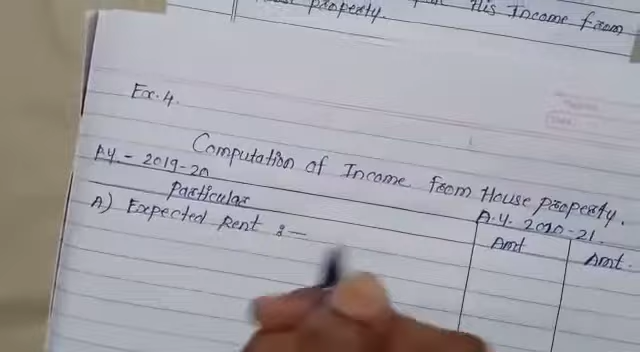 His Income from
property.
Ex. 4.
Computation of Income from House Property.
A.Y. - 2019-20
A.Y. 2020-21.
Particular
Amt
Amt.
A) Expected Rent :-